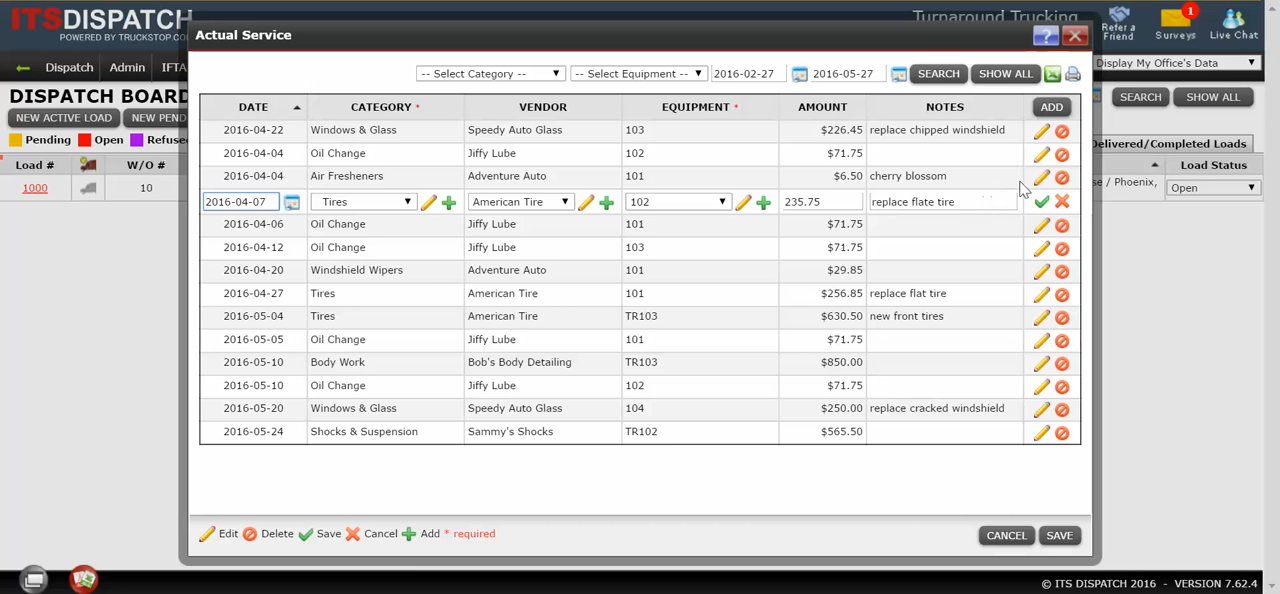 ITSDISPATCH
POWERED BY TRUCKSTOP.COM
Turnaround Trucking
Refer a Friend
1
Surveys
Live Chat
Dispatch Admin IFTA
Display My Office's Data
DISPATCH BOARD
SEARCH SHOW ALL
NEW ACTIVE LOAD NEW PEND
Pending Open Refused
Delivered/Completed Loads
Load # W/O # Load Status
1000 10 se / Phoenix, Open
Actual Service
?
-- Select Category -- -- Select Equipment -- 2016-02-27 2016-05-27 SEARCH SHOW ALL
DATE CATEGORY * VENDOR EQUIPMENT * AMOUNT NOTES ADD
2016-04-22 Windows & Glass Speedy Auto Glass 103 $226.45 replace chipped windshield
2016-04-04 Oil Change Jiffy Lube 102 $71.75
2016-04-04 Air Fresheners Adventure Auto 101 $6.50 cherry blossom
2016-04-07 Tires American Tire 102 235.75 replace flate tire
2016-04-06 Oil Change Jiffy Lube 101 $71.75
2016-04-12 Oil Change Jiffy Lube 103 $71.75
2016-04-20 Windshield Wipers Adventure Auto 101 $29.85
2016-04-27 Tires American Tire 101 $256.85 replace flat tire
2016-05-04 Tires American Tire TR103 $630.50 new front tires
2016-05-05 Oil Change Jiffy Lube 101 $71.75
2016-05-10 Body Work Bob's Body Detailing TR103 $850.00
2016-05-10 Oil Change Jiffy Lube 102 $71.75
2016-05-20 Windows & Glass Speedy Auto Glass 104 $250.00 replace cracked windshield
2016-05-24 Shocks & Suspension Sammy's Shocks TR102 $565.50
Edit Delete Save Cancel Add * required
CANCEL SAVE
© ITS DISPATCH 2016 - VERSION 7.62.4